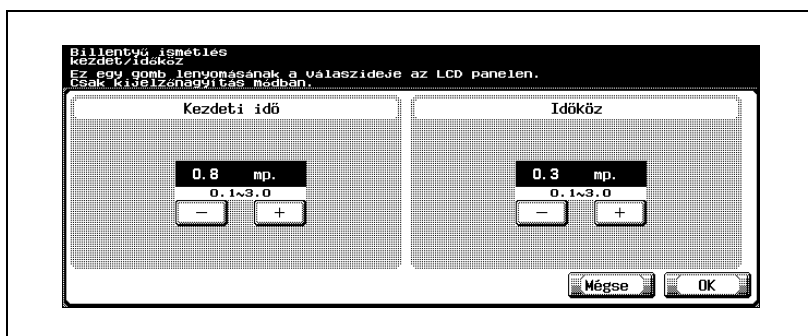 Billentyű ismétlés
kezdet/időköz
Ez egy gomb lenyomásának a válaszideje az LCD panelen.
Csak kijelzőnagyítás módban.
Kezdeti idő
Időköz
0.8 mp.
0.3 mp.
0.1~3.0
0.1~3.0
− +
− +
Mégse
OK